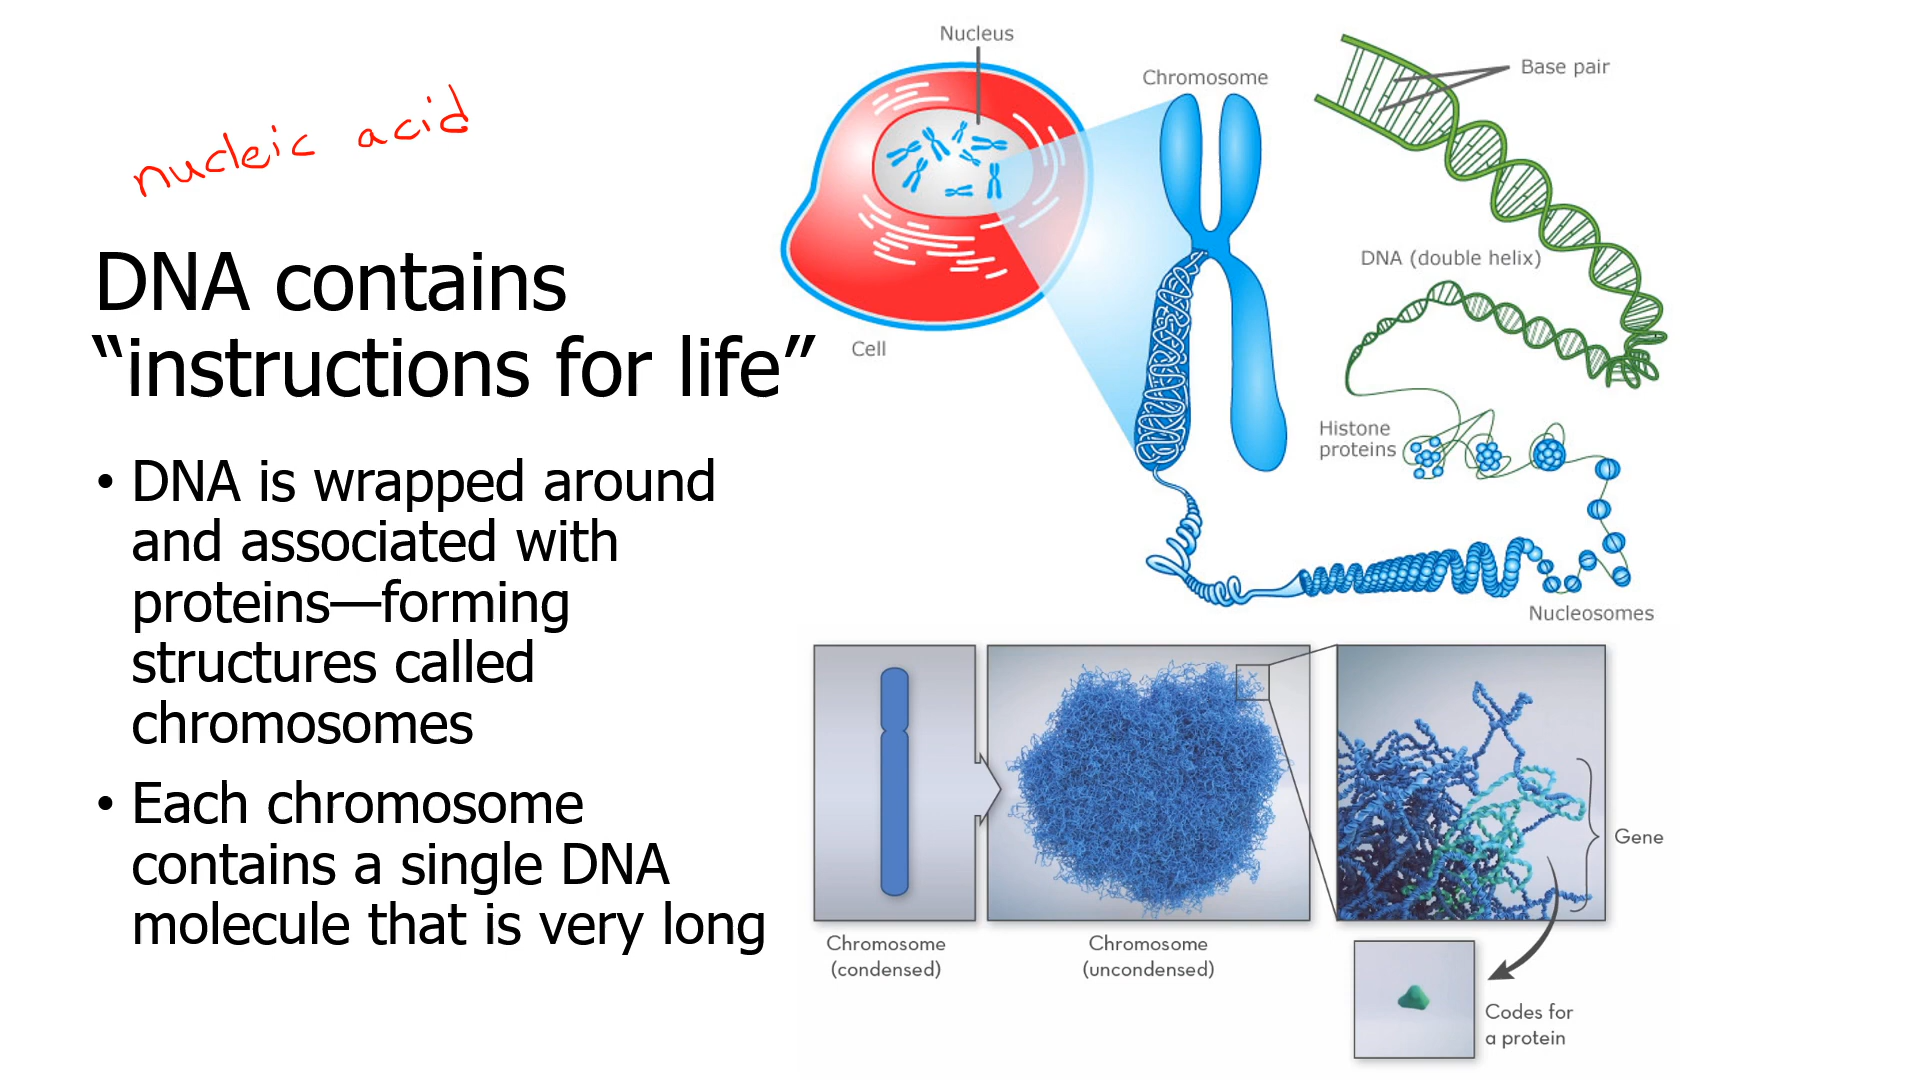 nucleic acid
DNA contains
“instructions for life”
• DNA is wrapped around
and associated with
proteins—forming
structures called
chromosomes
• Each chromosome
contains a single DNA
molecule that is very long
Nucleus
Chromosome
Base pair
DNA (double helix)
Cell
Histone
proteins
Nucleosomes
Gene
Chromosome
(condensed)
Chromosome
(uncondensed)
Codes for
a protein